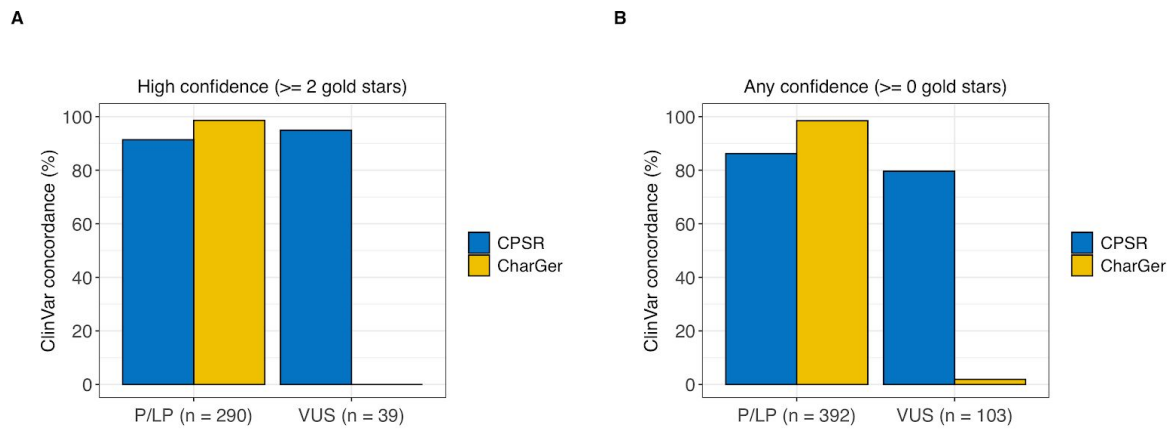 A
High confidence (>= 2 gold stars)
ClinVar concordance (%)
100
80
60
40
20
0
P/LP (n = 290)
VUS (n = 39)
CPSR
CharGer
B
Any confidence (>= 0 gold stars)
ClinVar concordance (%)
100
80
60
40
20
0
P/LP (n = 392)
VUS (n = 103)
CPSR
CharGer